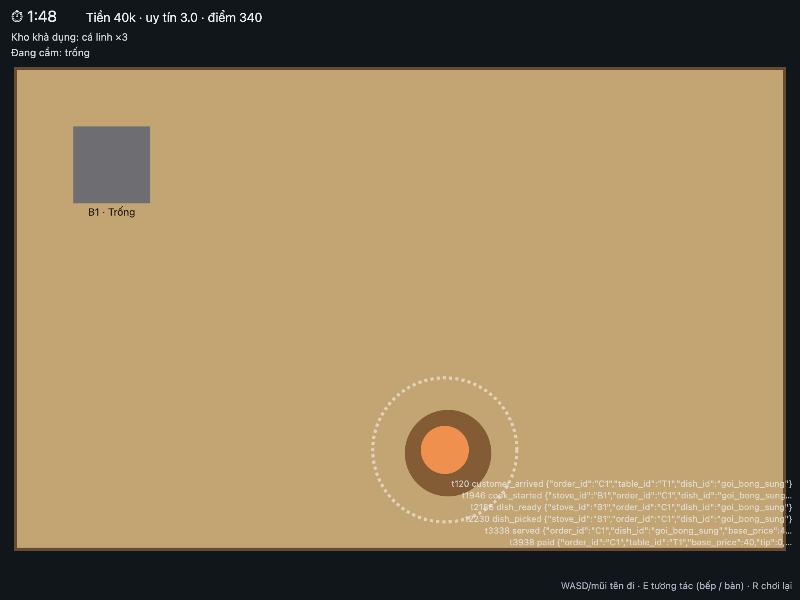 ⏱ 1:48 Tiền 40k · uy tín 3.0 · điểm 340
Kho khả dụng: cá linh ×3
Đang cầm: trống
B1 · Trống
t120 customer_arrived {"order_id":"C1","table_id":"T1","dish_id":"goi_bong_sung"}
t1946 cook_started {"stove_id":"B1","order_id":"C1","dish_id":"goi_bong_sung...
dish_ready {"stove_id":"B1","order_id":"C1","dish_id":"goi_bong_sung"}
dish_picked {"stove_id":"B1","order_id":"C1","dish_id":"goi_bong_sung"}
t3338 served {"order_id":"C1","table_id":"T1","dish_id":"goi_bong_sung","base_price":4...
t3938 paid {"order_id":"C1","table_id":"T1","base_price":40,"tip":0,...
WASD/mũi tên đi · E tương tác (bếp / bàn) · R chơi lại